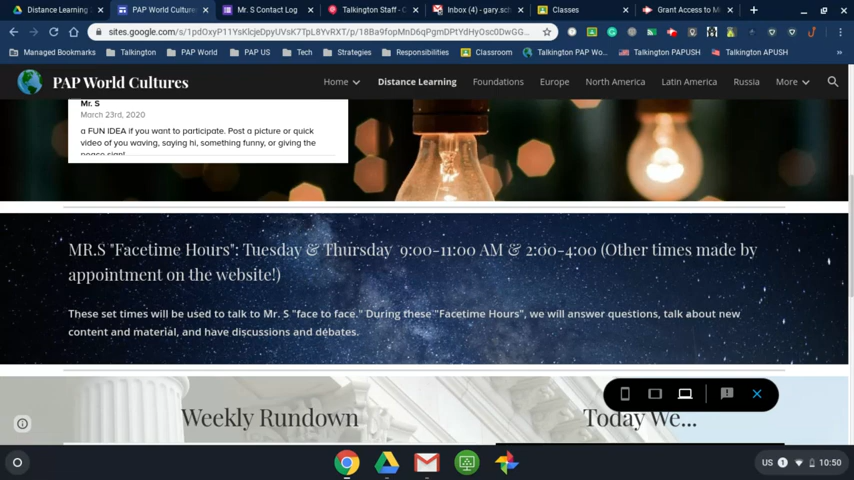 Distance Learning
PAP World Cultures
Mr. S Contact Log
Talkington Staff - C
Inbox (4) - gary.sch
Classes
Grant Access to M
sites.google.com/s/1pdOxyP11YsKlcjeDpyUVsK7TpL8YvRXT/p/18Ba9fopMnD6qPgmDPtYdHyOsc0DwGG...
Managed Bookmarks
Talkington
PAP World
PAP US
Tech
Strategies
Responsibilities
Classroom
Talkington PAP Wo...
Talkington PAPUSH
Talkington APUSH
»
PAP World Cultures
Home
Distance Learning
Foundations
Europe
North America
Latin America
Russia
More
Mr. S
March 23rd, 2020
a FUN IDEA if you want to participate. Post a picture or quick
video of you waving, saying hi, something funny, or giving the
peace sign!
MR.S "Facetime Hours": Tuesday & Thursday 9:00-11:00 AM & 2:00-4:00 (Other times made by
appointment on the website!)
These set times will be used to talk to Mr. S "face to face." During these "Facetime Hours", we will answer questions, talk about new
content and material, and have discussions and debates.
Weekly Rundown
Today We...
US
1
10:50